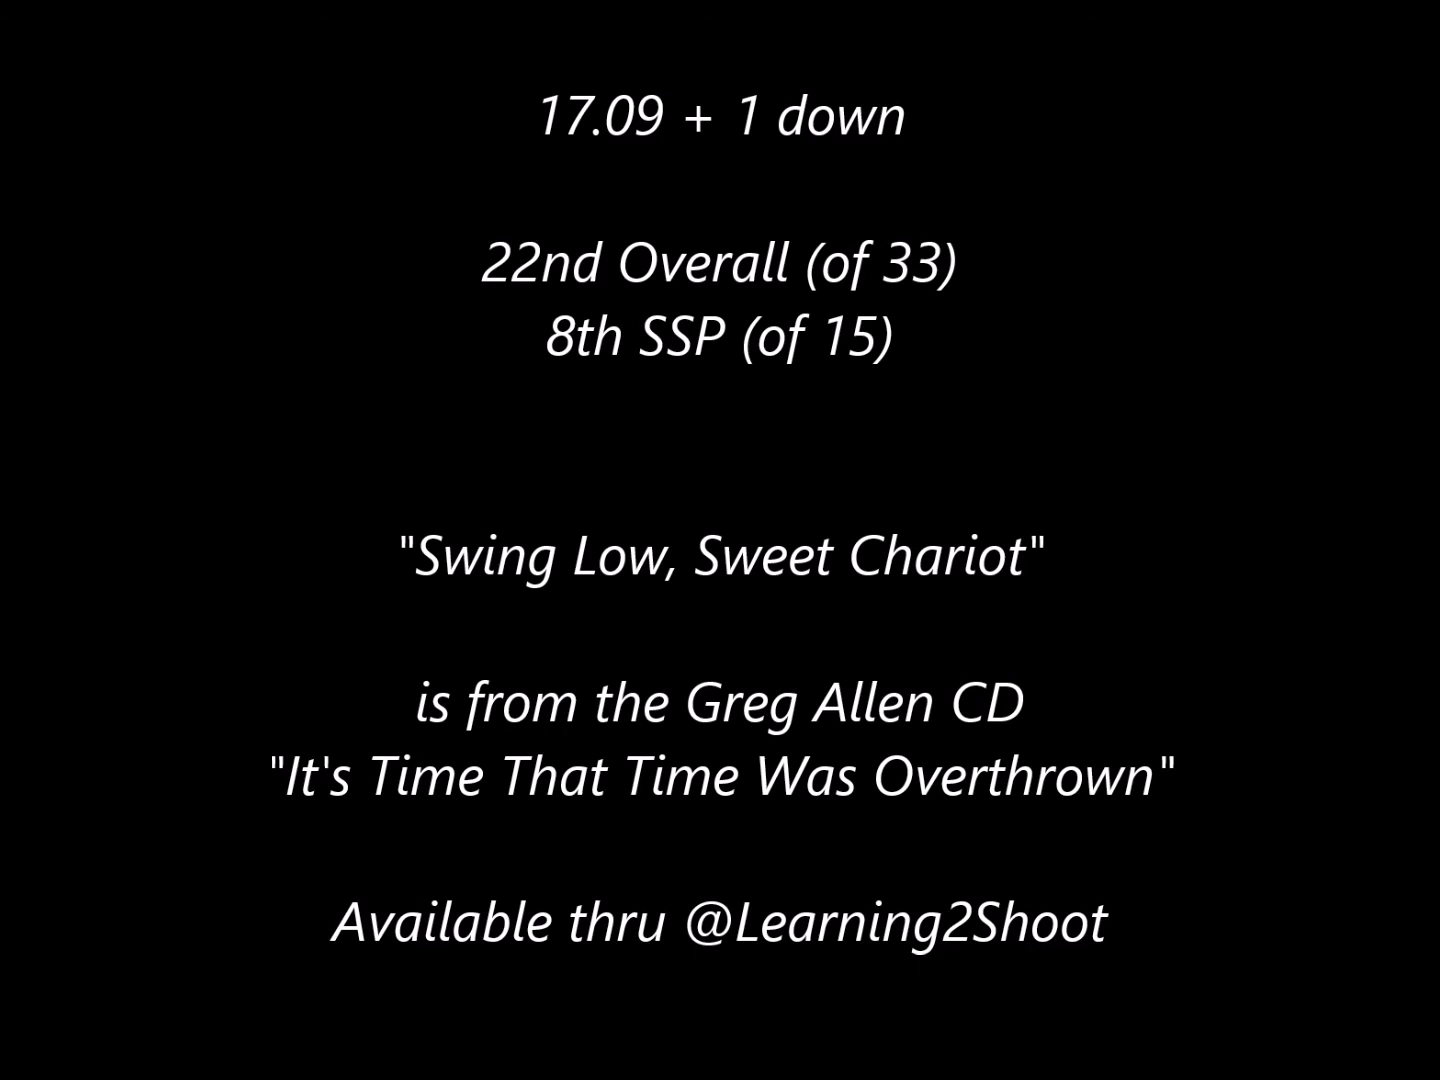 17.09 + 1 down
22nd Overall (of 33)
8th SSP (of 15)
"Swing Low, Sweet Chariot"
is from the Greg Allen CD
"It's Time That Time Was Overthrown"
Available thru @Learning2Shoot